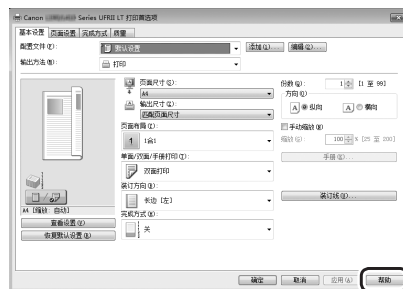 Canon Series UFRII LT 打印首选项
基本设置 页面设置 完成方式 质量
配置文件(F): 默认设置 添加(1)... 编辑(2)...
输出方法(M): 打印
页面尺寸(S): 份数(Q): 1 [1 至 99]
A4 方向(O)
输出尺寸(Z): A 纵向 A 横向
匹配页面尺寸
页面布局(L): 手动缩放(N)
1 1合1 缩放(G): 100 % [25 至 200]
单面/双面/手册打印(I): 手册(K)...
双面打印
装订方向(B):
长边 [左] 装订线(U)...
A4 [缩放: 自动] 完成方式(H):
查看设置(V) 关
恢复默认设置(R)
确定 取消 应用(A) 帮助